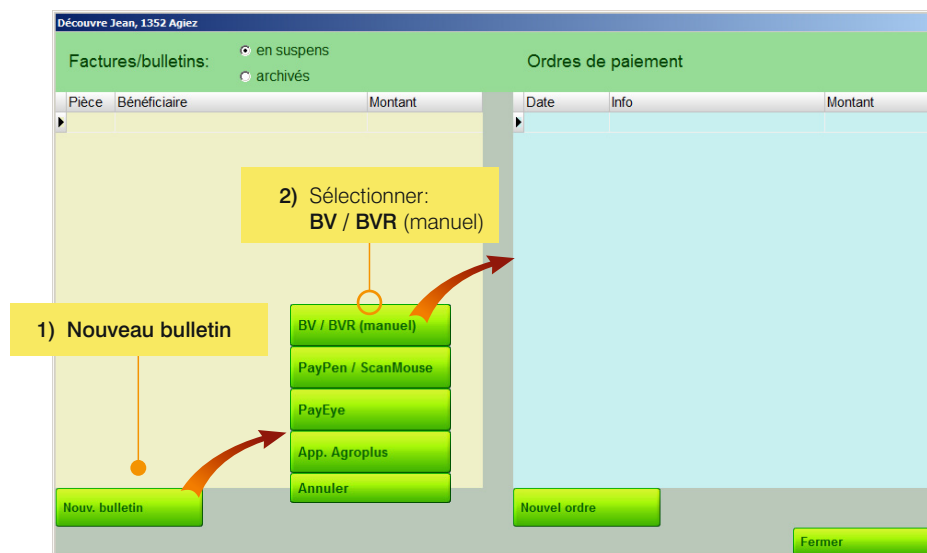 Découvre Jean, 1352 Agiez
Factures/bulletins:
en suspens
archivés
Ordres de paiement
Pièce Bénéficiaire Montant
Date Info Montant
2) Sélectionner:
BV / BVR (manuel)
1) Nouveau bulletin
BV / BVR (manuel)
PayPen / ScanMouse
PayEye
App. Agroplus
Annuler
Nouv. bulletin
Nouvel ordre
Fermer